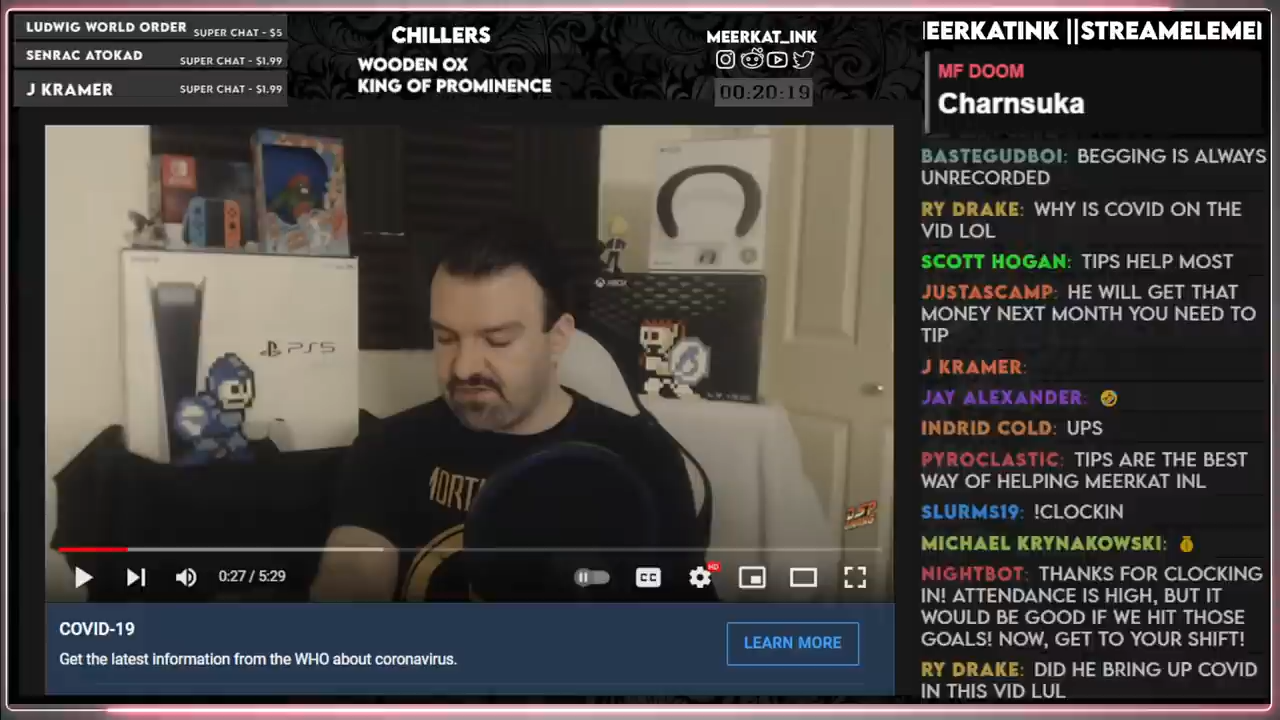 LUDWIG WORLD ORDER SUPER CHAT - $5
SENRAC ATOKAD SUPER CHAT - $1.99
J KRAMER SUPER CHAT - $1.99
CHILLERS
WOODEN OX
KING OF PROMINENCE
MEERKAT_INK
00:20:19
EERKATINK ||STREAMELEME
MF DOOM
Charnsuka
BASTEGUDBOI: BEGGING IS ALWAYS
UNRECORDED
RY DRAKE: WHY IS COVID ON THE
VID LOL
SCOTT HOGAN: TIPS HELP MOST
JUSTASCAMP: HE WILL GET THAT
MONEY NEXT MONTH YOU NEED TO
TIP
J KRAMER:
JAY ALEXANDER: 🤣
INDRID COLD: UPS
PYROCLASTIC: TIPS ARE THE BEST
WAY OF HELPING MEERKAT INL
SLURMS19: !CLOCKIN
MICHAEL KRYNAKOWSKI: 💰
NIGHTBOT: THANKS FOR CLOCKING
IN! ATTENDANCE IS HIGH, BUT IT
WOULD BE GOOD IF WE HIT THOSE
GOALS! NOW, GET TO YOUR SHIFT!
RY DRAKE: DID HE BRING UP COVID
IN THIS VID LUL
PS5
XBOX
MORT
DSP
0:27 / 5:29
CC
HD
COVID-19
Get the latest information from the WHO about coronavirus.
LEARN MORE